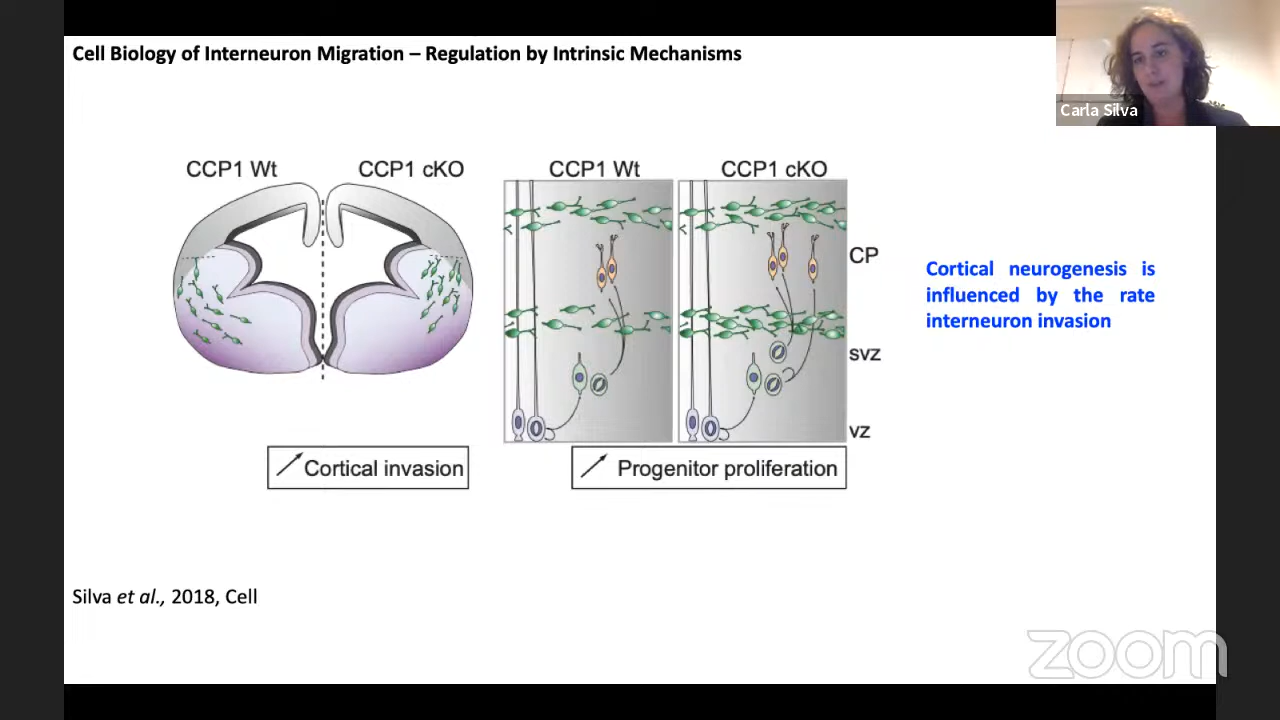 Cell Biology of Interneuron Migration – Regulation by Intrinsic Mechanisms
Carla Silva
CCP1 Wt
CCP1 cKO
CCP1 Wt
CCP1 cKO
CP
SVZ
VZ
Cortical neurogenesis is
influenced by the rate
interneuron invasion
Cortical invasion
Progenitor proliferation
Silva et al., 2018, Cell
zoom